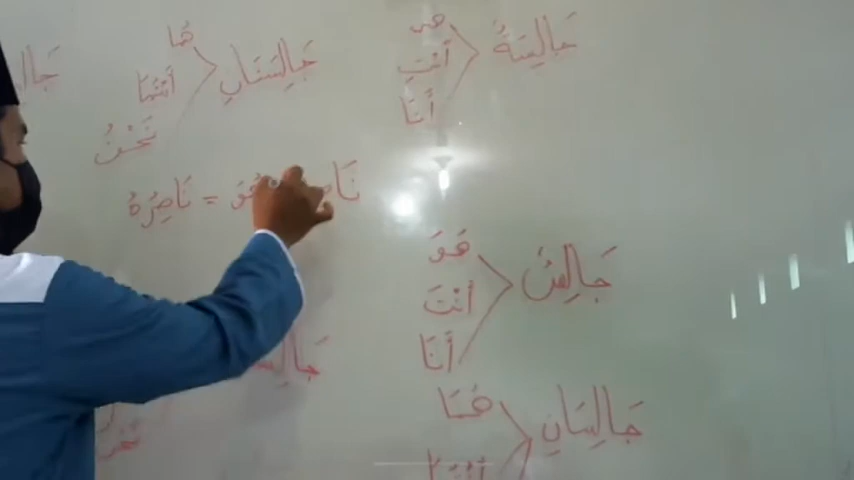 جَالِسَةٌ
هِيَ
أَنْتِ
أَنَا
جَالِسَتَانِ
هُمَا
أَنْتُمَا
نَحْنُ
هُوَ = نَاصِرُهُ
جَالِسٌ
هُوَ
أَنْتَ
أَنَا
جَالِسَانِ
هُمَا